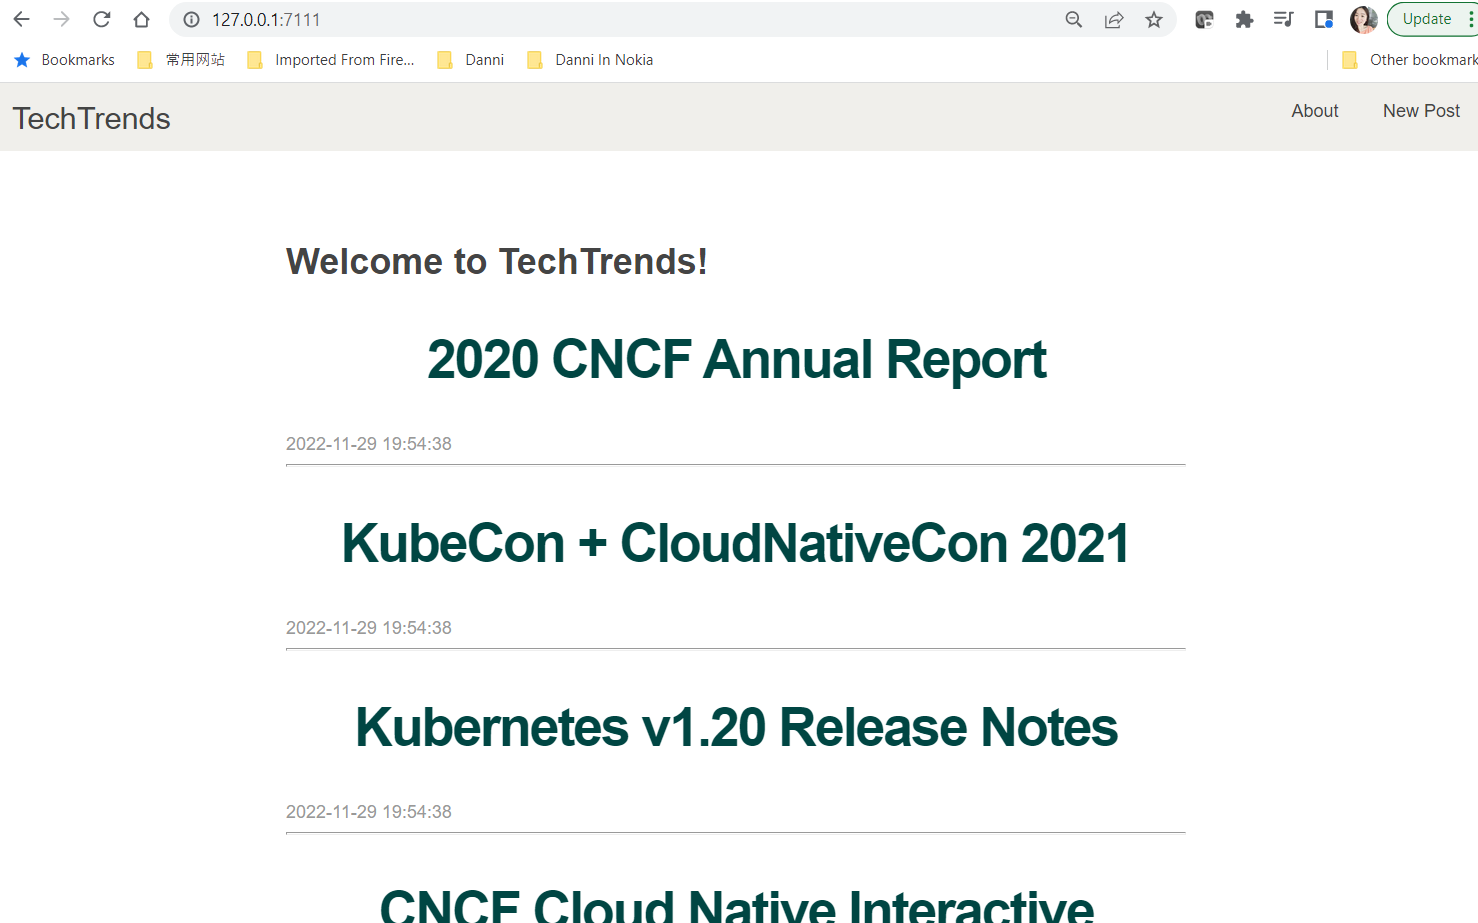 127.0.0.1:7111
Update
Bookmarks 常用网站 Imported From Fire... Danni Danni In Nokia Other bookmark
TechTrends About New Post
Welcome to TechTrends!
2020 CNCF Annual Report
2022-11-29 19:54:38
KubeCon + CloudNativeCon 2021
2022-11-29 19:54:38
Kubernetes v1.20 Release Notes
2022-11-29 19:54:38
CNCF Cloud Native Interactive